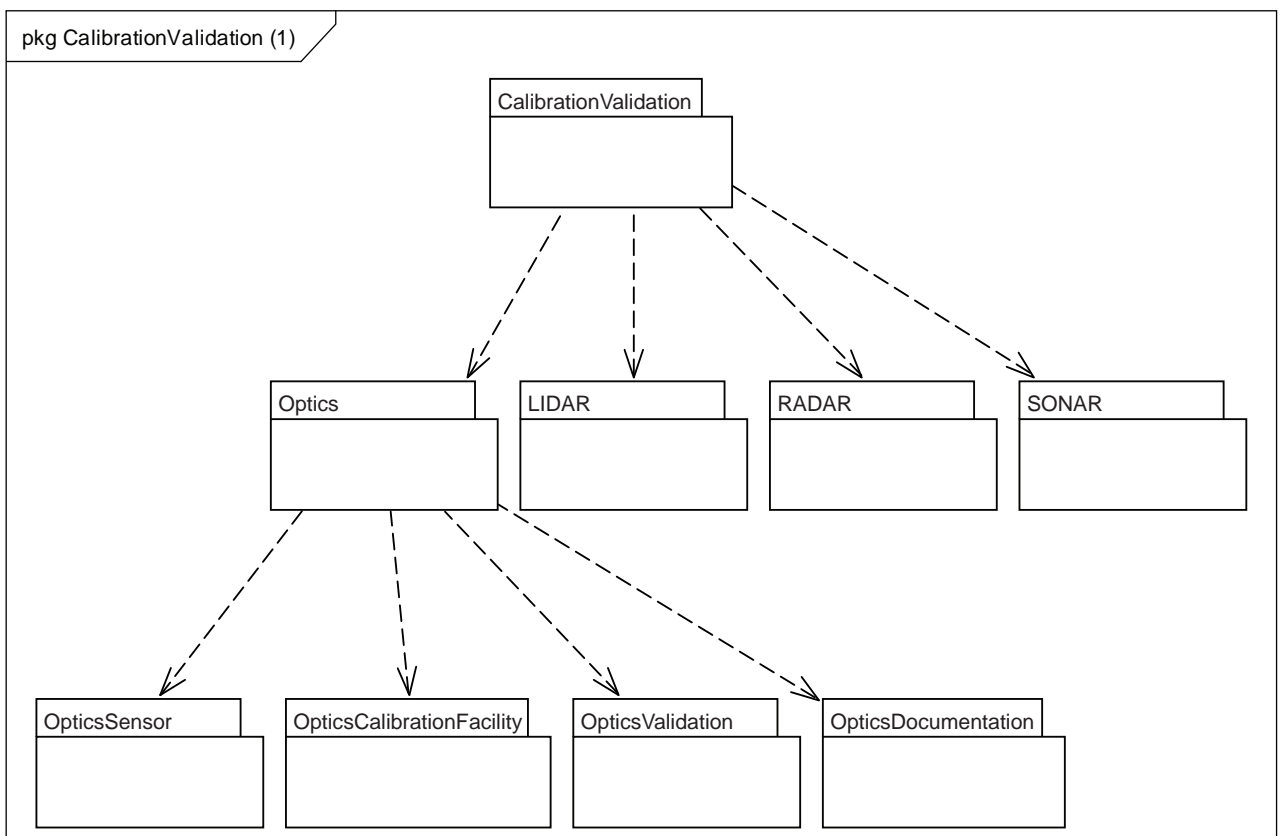 pkg CalibrationValidation (1)
CalibrationValidation
Optics
LIDAR
RADAR
SONAR
OpticsSensor
OpticsCalibrationFacility
OpticsValidation
OpticsDocumentation